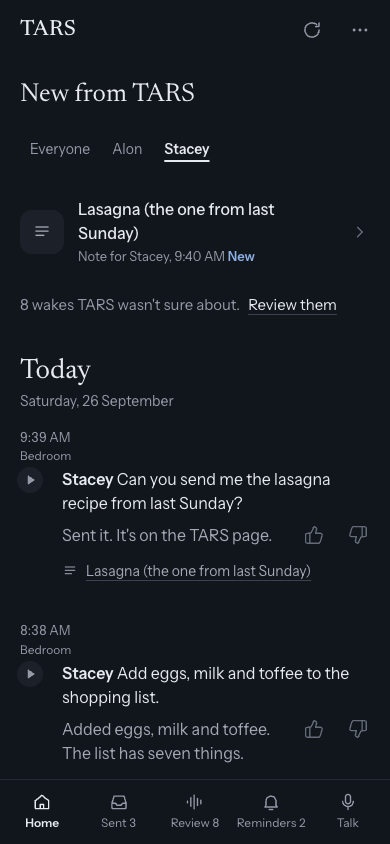 TARS
New from TARS
Everyone Alon Stacey
Lasagna (the one from last
Sunday)
Note for Stacey, 9:40 AM New
8 wakes TARS wasn't sure about. Review them
Today
Saturday, 26 September
9:39 AM
Bedroom
Stacey Can you send me the lasagna
recipe from last Sunday?
Sent it. It's on the TARS page.
Lasagna (the one from last Sunday)
8:38 AM
Bedroom
Stacey Add eggs, milk and toffee to the
shopping list.
Added eggs, milk and toffee.
The list has seven things.
Home Sent 3 Review 8 Reminders 2 Talk